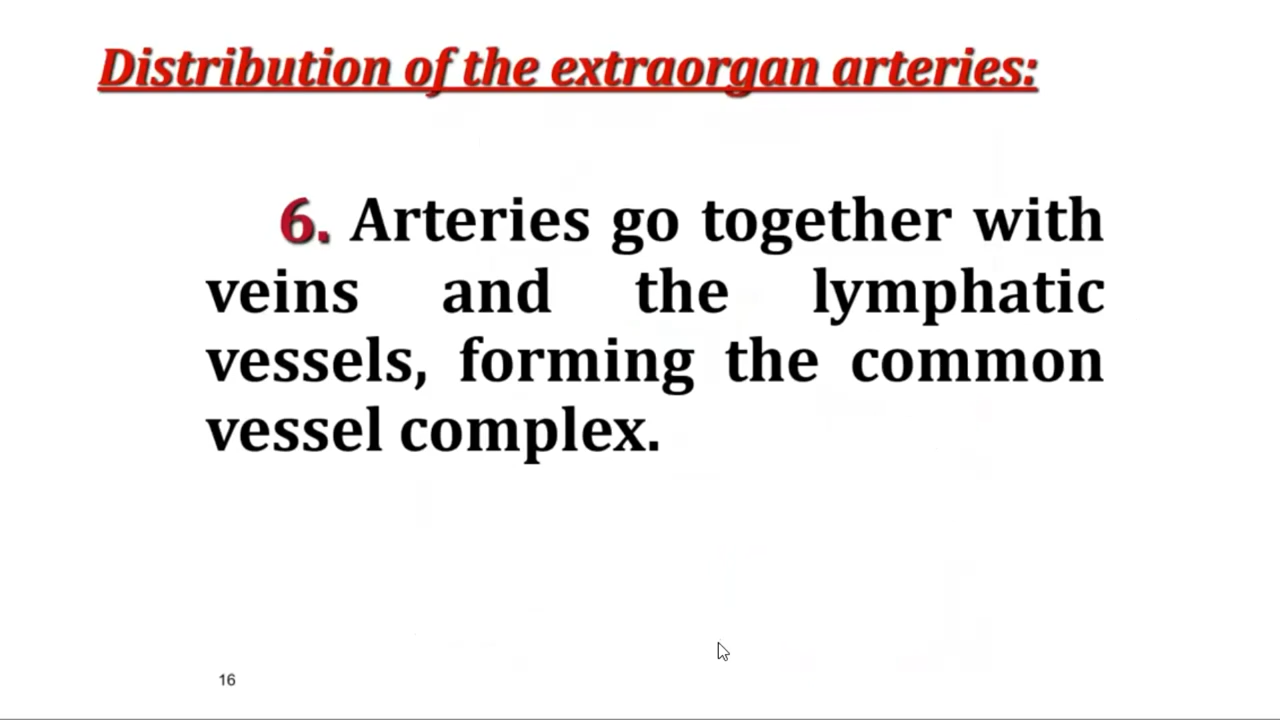 Distribution of the extraorgan arteries:
6. Arteries go together with
veins and the lymphatic
vessels, forming the common
vessel complex.
16